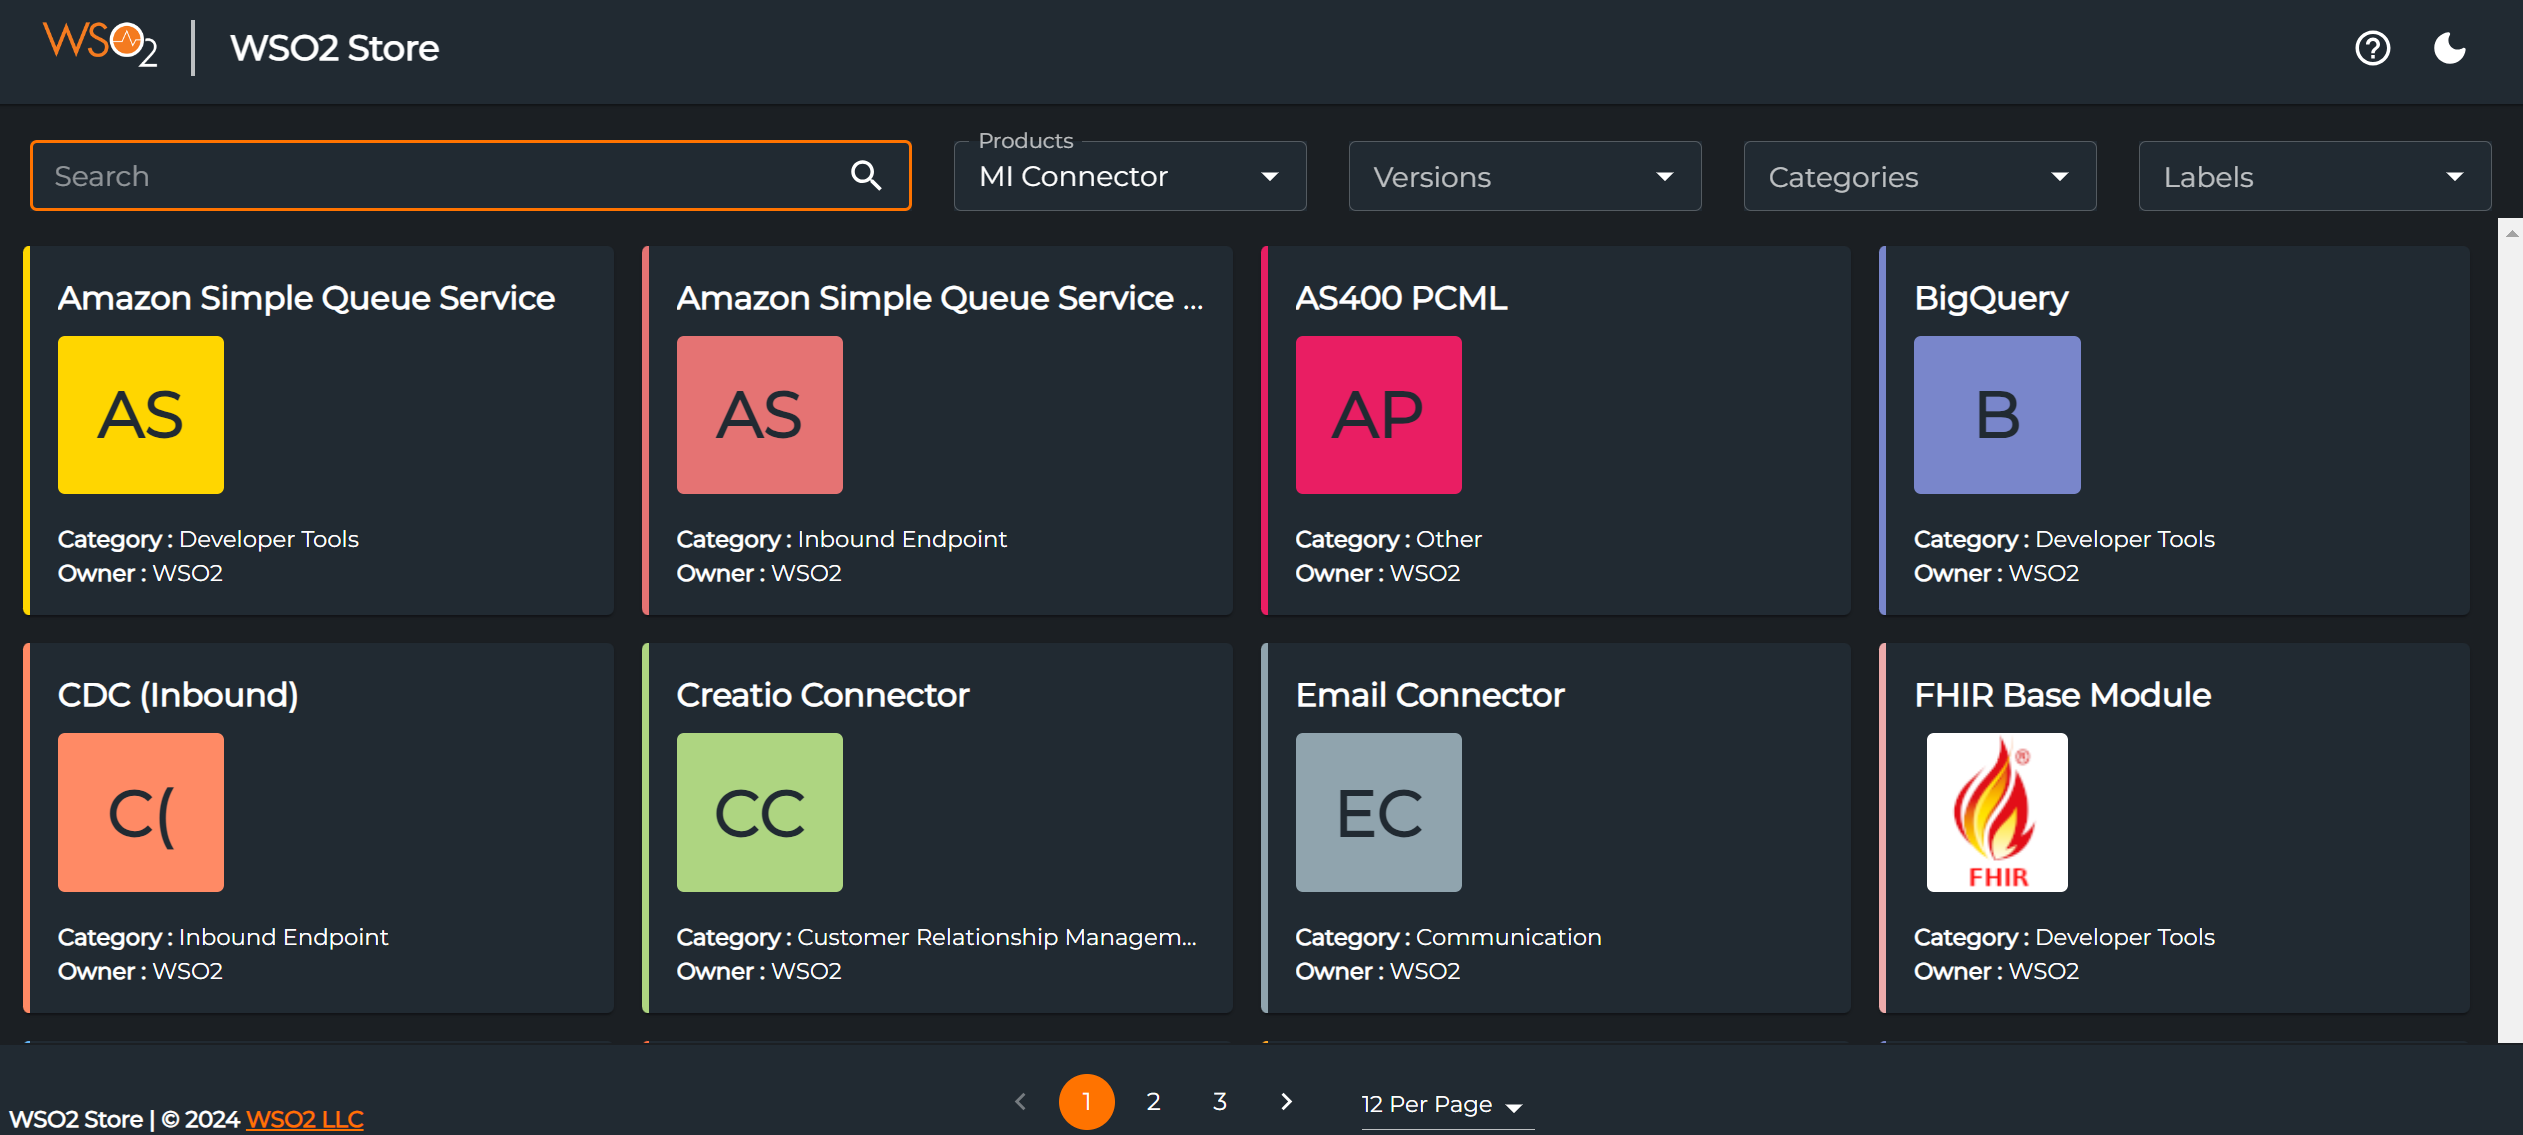 WSO2
WSO2 Store
Search
Products
MI Connector
Versions
Categories
Labels
Amazon Simple Queue Service
AS
Category : Developer Tools
Owner : WSO2
Amazon Simple Queue Service ...
AS
Category : Inbound Endpoint
Owner : WSO2
AS400 PCML
AP
Category : Other
Owner : WSO2
BigQuery
B
Category : Developer Tools
Owner : WSO2
CDC (Inbound)
C(
Category : Inbound Endpoint
Owner : WSO2
Creatio Connector
CC
Category : Customer Relationship Managem...
Owner : WSO2
Email Connector
EC
Category : Communication
Owner : WSO2
FHIR Base Module
FHIR
Category : Developer Tools
Owner : WSO2
1 2 3
12 Per Page
WSO2 Store | © 2024 WSO2 LLC